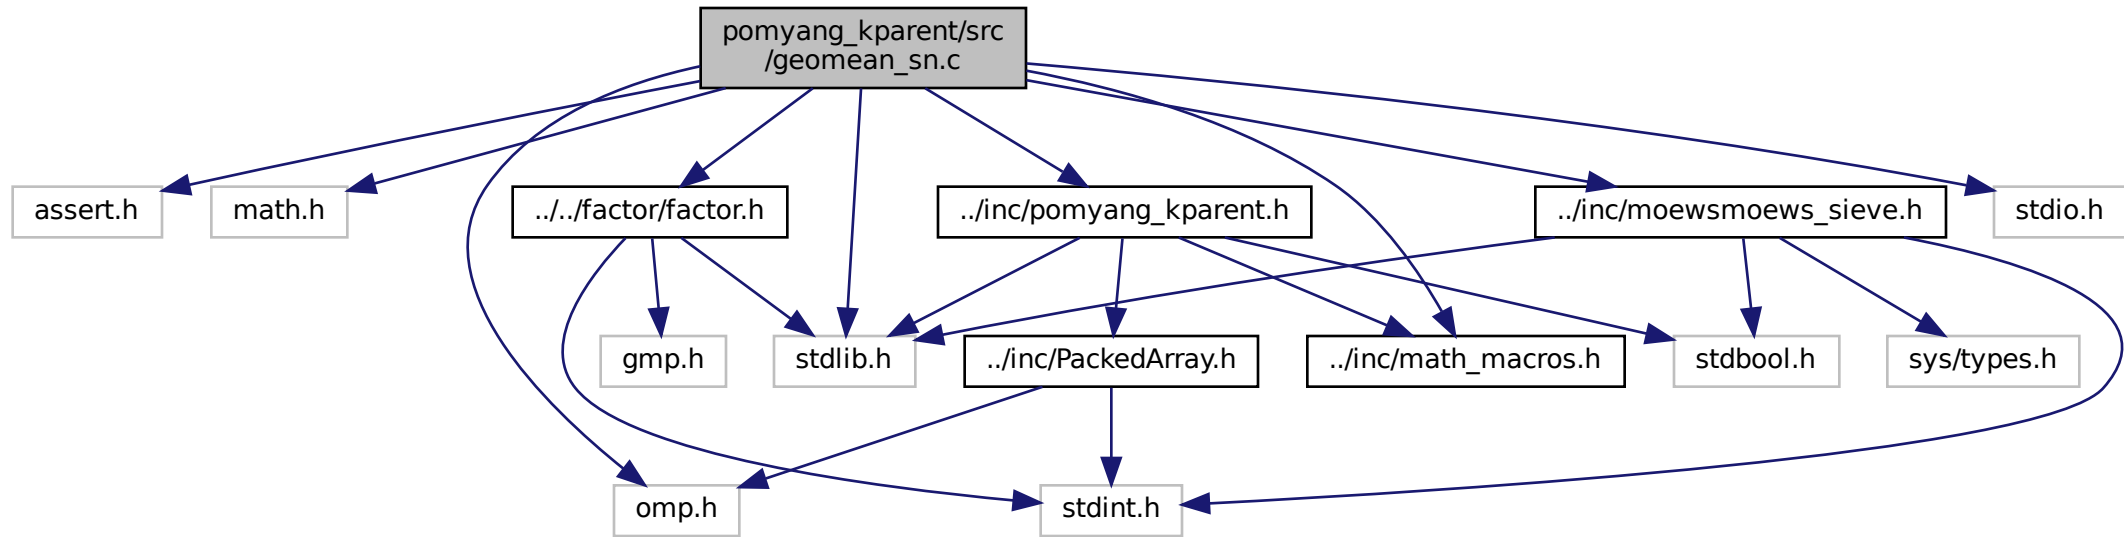 pomyang_kparent/src
/geomean_sn.c
assert.h
math.h
../../factor/factor.h
../inc/pomyang_kparent.h
../inc/moewsmoews_sieve.h
stdio.h
gmp.h
stdlib.h
../inc/PackedArray.h
../inc/math_macros.h
stdbool.h
sys/types.h
omp.h
stdint.h